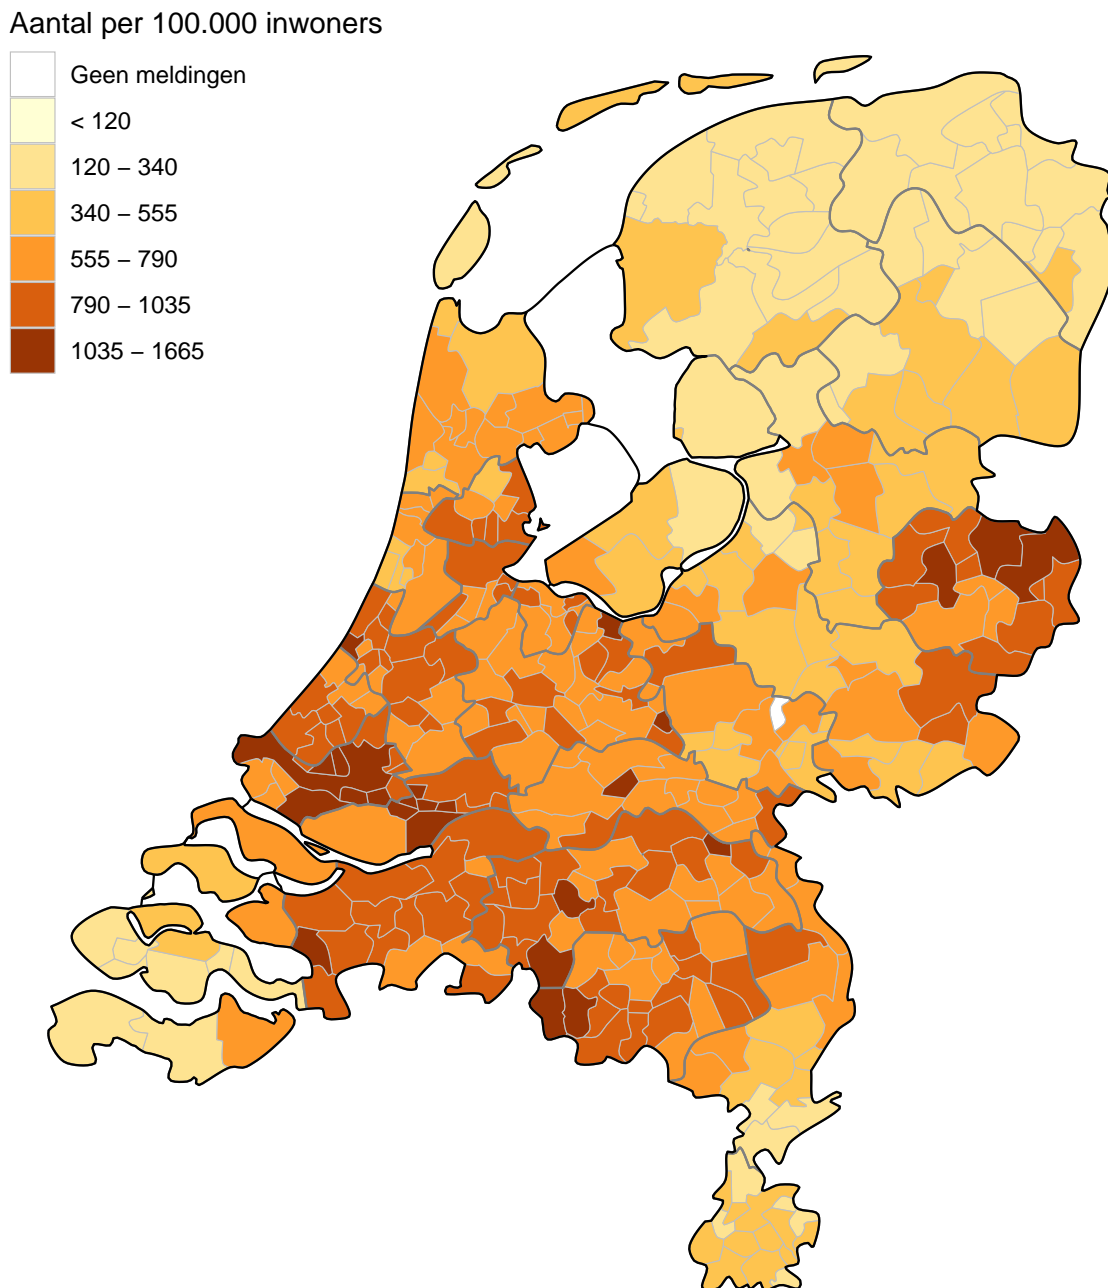 Aantal per 100.000 inwoners
Geen meldingen
< 120
120 – 340
340 – 555
555 – 790
790 – 1035
1035 – 1665